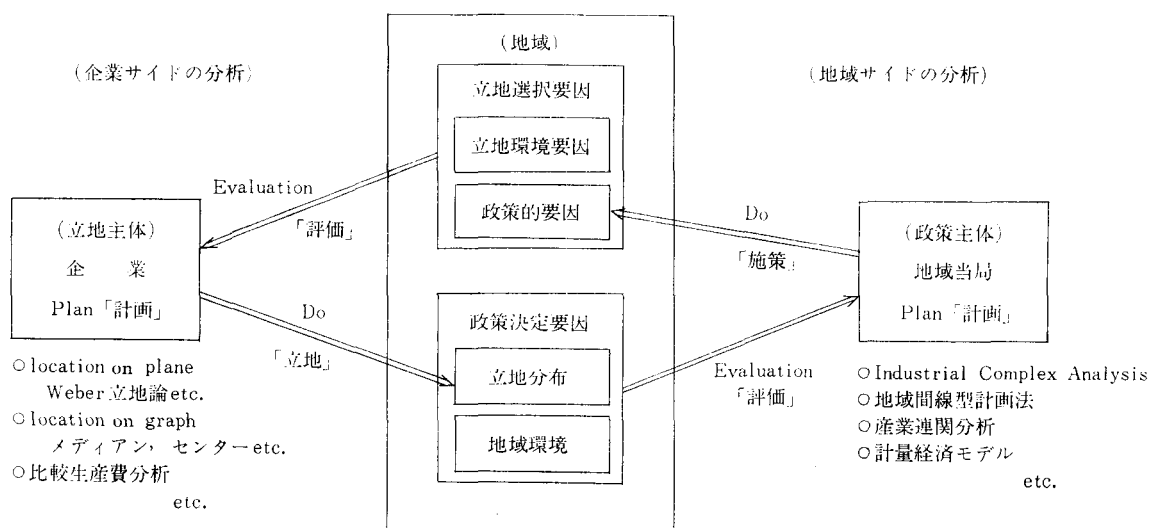 (地域)
(企業サイドの分析)
(地域サイドの分析)
立地選択要因
立地環境要因
政策的要因
Evaluation
「評価」
Do
「施策」
(立地主体)
企 業
Plan「計画」
(政策主体)
地域当局
Plan「計画」
Do
「立地」
政策決定要因
立地分布
地域環境
Evaluation
「評価」
○location on plane
Weber立地論etc.
○location on graph
メディアン, センターetc.
○比較生産費分析
etc.
○Industrial Complex Analysis
○地域間線型計画法
○産業連関分析
○計量経済モデル
etc.